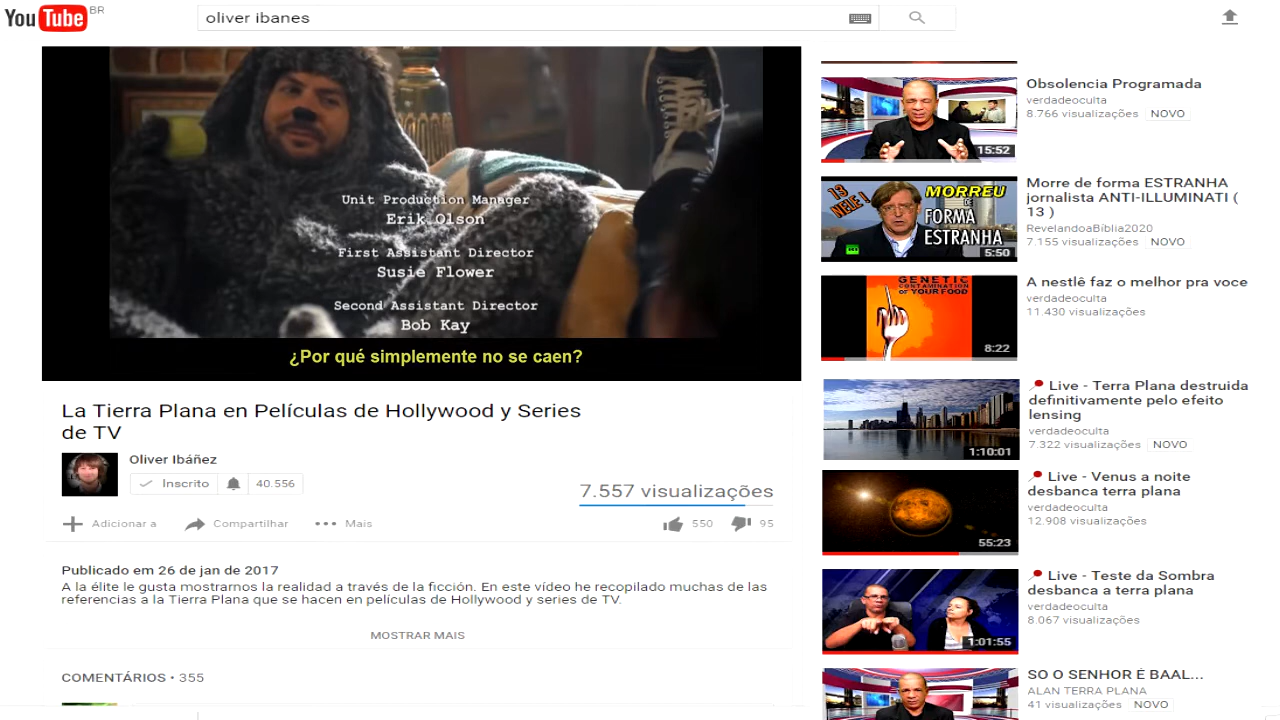 YouTube BR
oliver ibanes
Unit Production Manager
Erik Olson
First Assistant Director
Susie Flower
Second Assistant Director
Bob Kay
¿Por qué simplemente no se caen?
La Tierra Plana en Películas de Hollywood y Series
de TV
Oliver Ibáñez
Inscrito 40.556
7.557 visualizações
Adicionar a Compartilhar Mais 550 95
Publicado em 26 de jan de 2017
A la élite le gusta mostrarnos la realidad a través de la ficción. En este vídeo he recopilado muchas de las
referencias a la Tierra Plana que se hacen en películas de Hollywood y series de TV.
MOSTRAR MAIS
COMENTÁRIOS • 355
15:52
Obsolencia Programada
verdadeoculta
8.766 visualizações NOVO
13
NELE !
MORREU
DE
FORMA
ESTRANHA
5:50
Morre de forma ESTRANHA
jornalista ANTI-ILLUMINATI (
13 )
RevelandoaBíblia2020
7.155 visualizações NOVO
GENETIC
CONTAMINATION
OF YOUR FOOD
8:22
A nestlê faz o melhor pra voce
verdadeoculta
11.430 visualizações
1:10:01
Live - Terra Plana destruida
definitivamente pelo efeito
lensing
verdadeoculta
7.322 visualizações NOVO
55:23
Live - Venus a noite
desbanca terra plana
verdadeoculta
12.908 visualizações
1:01:55
Live - Teste da Sombra
desbanca a terra plana
verdadeoculta
8.067 visualizações
SO O SENHOR É BAAL...
ALAN TERRA PLANA
41 visualizações NOVO